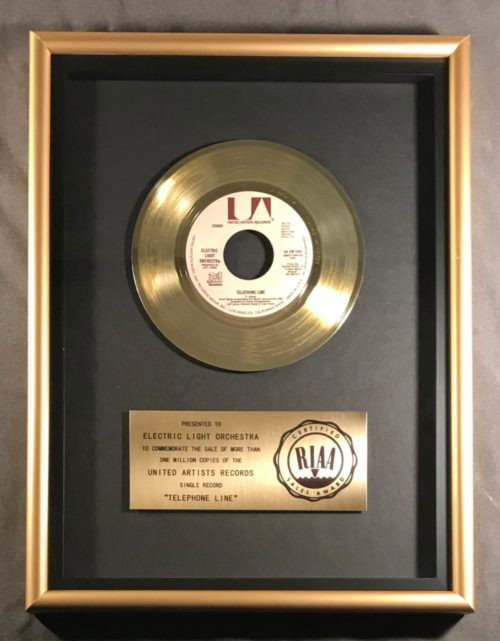 UNITED ARTISTS RECORDS
STEREO
ELECTRIC
LIGHT
ORCHESTRA
TELEPHONE LINE
PRESENTED TO
ELECTRIC LIGHT ORCHESTRA
TO COMMEMORATE THE SALE OF MORE THAN
ONE MILLION COPIES OF THE
UNITED ARTISTS RECORDS
SINGLE RECORD
"TELEPHONE LINE"
CERTIFIED
RIAA
SALES AWARD